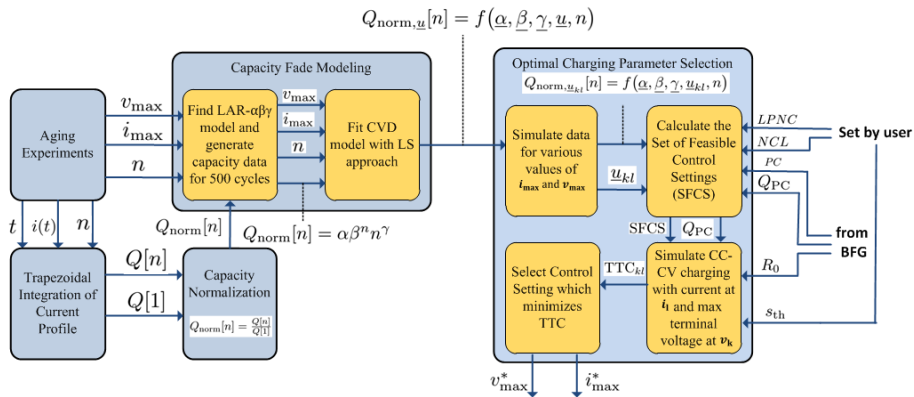 Q_norm,u[n] = f(α, β, γ, u, n)
Capacity Fade Modeling
Aging
Experiments
v_max
i_max
n
Find LAR-αβγ
model and
generate
capacity data
for 500 cycles
v_max
i_max
n
Fit CVD
model with LS
approach
Q_norm[n]
Q_norm[n] = αβ^n n^γ
t
i(t)
n
Trapezoidal
Integration of
Current
Profile
Q[n]
Q[1]
Capacity
Normalization
Q_norm[n] = Q[n]/Q[1]
Optimal Charging Parameter Selection
Q_norm,u_kl[n] = f(α, β, γ, u_kl, n)
Simulate data
for various
values of
i_max and v_max
u_kl
Calculate the
Set of Feasible
Control
Settings
(SFCS)
LPNC
NCL
PC
Q_PC
Set by user
from
BFG
SFCS
Q_PC
Select Control
Setting which
minimizes
TTC
TTC_kl
Simulate CC-
CV charging
with current at
i_l and max
terminal
voltage at v_k
R_0
s_th
v*_max
i*_max